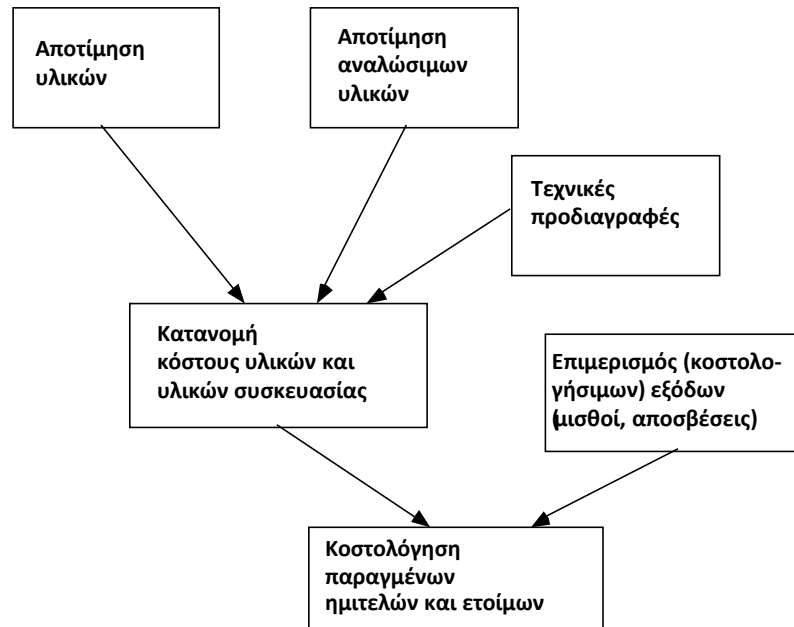 Αποτίμηση
υλικών
Αποτίμηση
αναλώσιμων
υλικών
Τεχνικές
προδιαγραφές
Κατανομή
κόστους υλικών και
υλικών συσκευασίας
Επιμερισμός (κοστολο-
γήσιμων) εξόδων
(μισθοί, αποσβέσεις)
Κοστολόγηση
παραγμένων
ημιτελών και ετοίμων